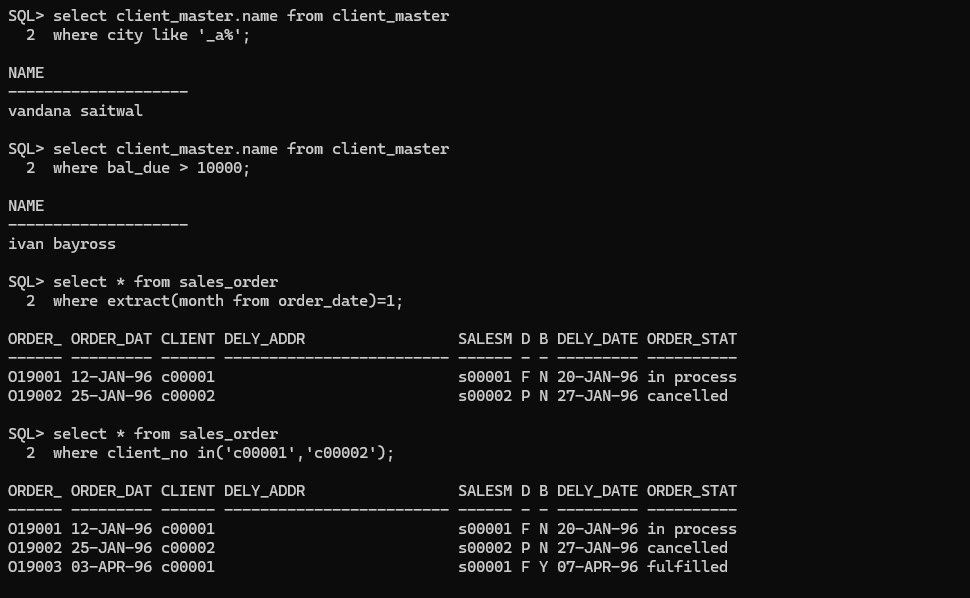 SQL> select client_master.name from client_master
  2  where city like '_a%';
NAME
--------------------
vandana saitwal
SQL> select client_master.name from client_master
  2  where bal_due > 10000;
NAME
--------------------
ivan bayross
SQL> select * from sales_order
  2  where extract(month from order_date)=1;
ORDER_ ORDER_DAT CLIENT DELY_ADDR                 SALESM D B DELY_DATE ORDER_STAT
------ --------- ------ ------------------------- ------ - - --------- ----------
O19001 12-JAN-96 c00001                           s00001 F N 20-JAN-96 in process
O19002 25-JAN-96 c00002                           s00002 P N 27-JAN-96 cancelled
SQL> select * from sales_order
  2  where client_no in('c00001','c00002');
ORDER_ ORDER_DAT CLIENT DELY_ADDR                 SALESM D B DELY_DATE ORDER_STAT
------ --------- ------ ------------------------- ------ - - --------- ----------
O19001 12-JAN-96 c00001                           s00001 F N 20-JAN-96 in process
O19002 25-JAN-96 c00002                           s00002 P N 27-JAN-96 cancelled
O19003 03-APR-96 c00001                           s00001 F Y 07-APR-96 fulfilled